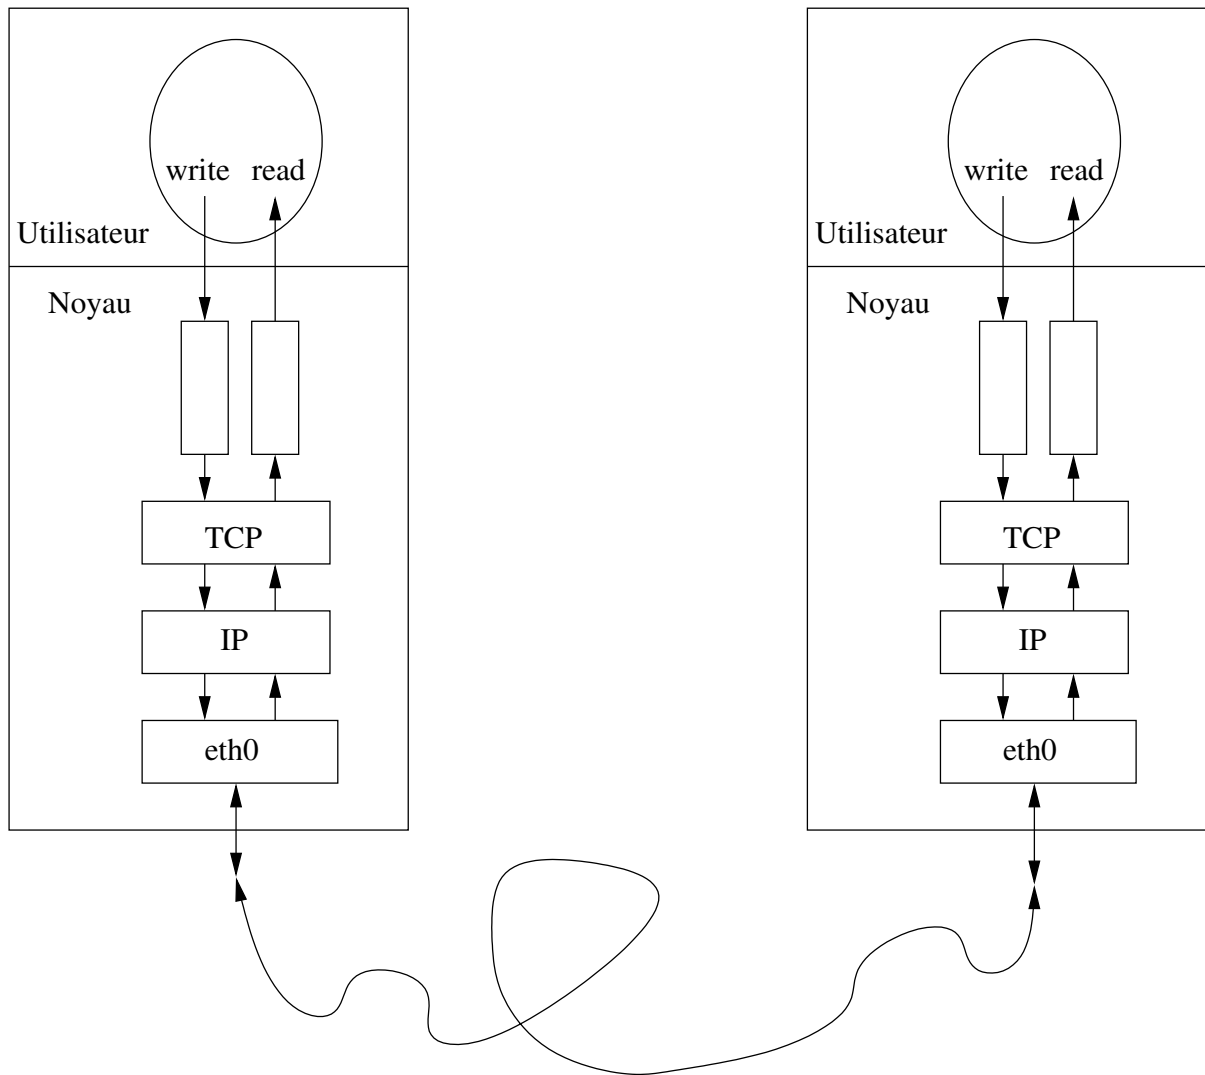 write read
Utilisateur
Noyau
TCP
IP
eth0
write read
Utilisateur
Noyau
TCP
IP
eth0